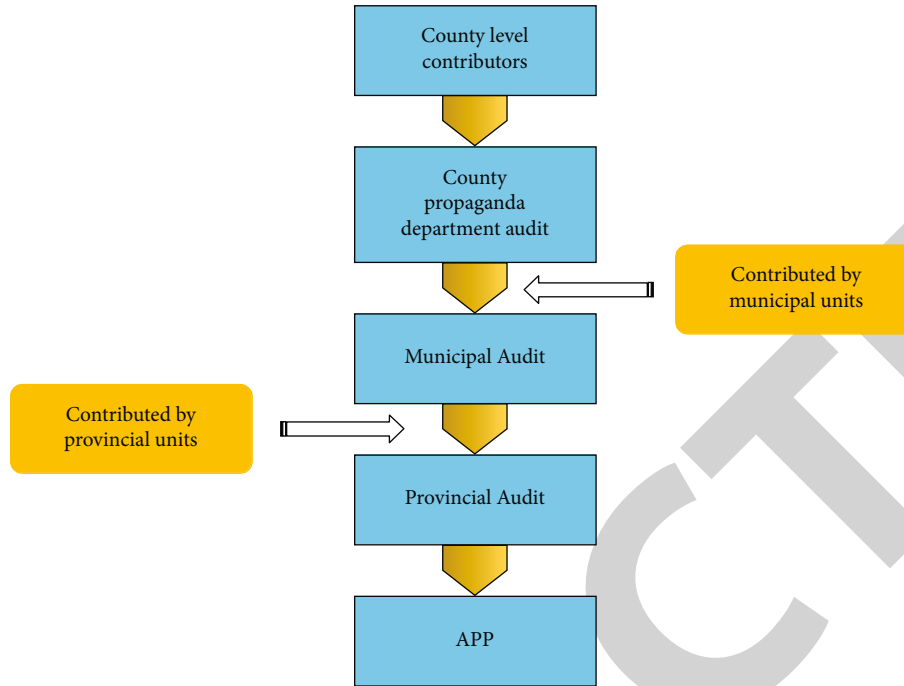 County level
contributors
County
propaganda
department audit
Contributed by
municipal units
Municipal Audit
Contributed by
provincial units
Provincial Audit
APP